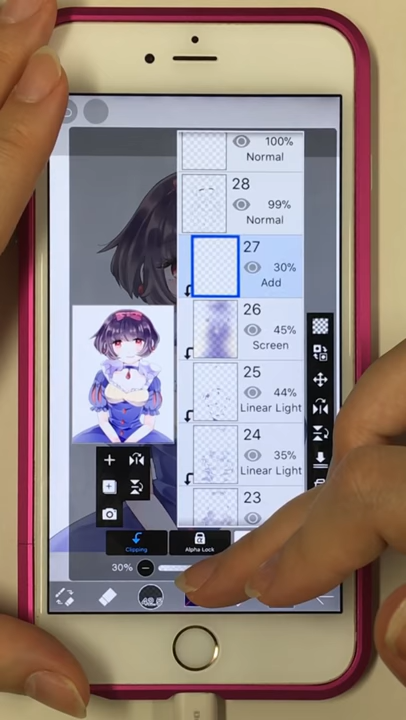 100%
Normal
28
99%
Normal
27
30%
Add
26
45%
Screen
25
44%
Linear Light
24
35%
Linear Light
23
Clipping
α
Alpha Lock
30%